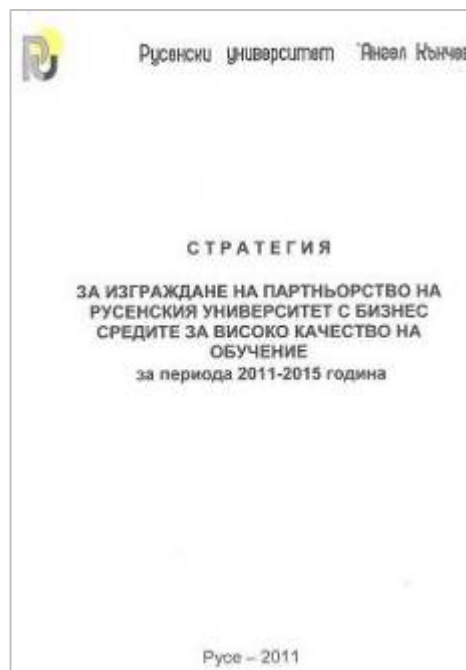 Русенски университет "Ангел Кънчев
СТРАТЕГИЯ
ЗА ИЗГРАЖДАНЕ НА ПАРТНЬОРСТВО НА
РУСЕНСКИЯ УНИВЕРСИТЕТ С БИЗНЕС
СРЕДИТЕ ЗА ВИСОКО КАЧЕСТВО НА
ОБУЧЕНИЕ
за периода 2011-2015 година
Русе – 2011